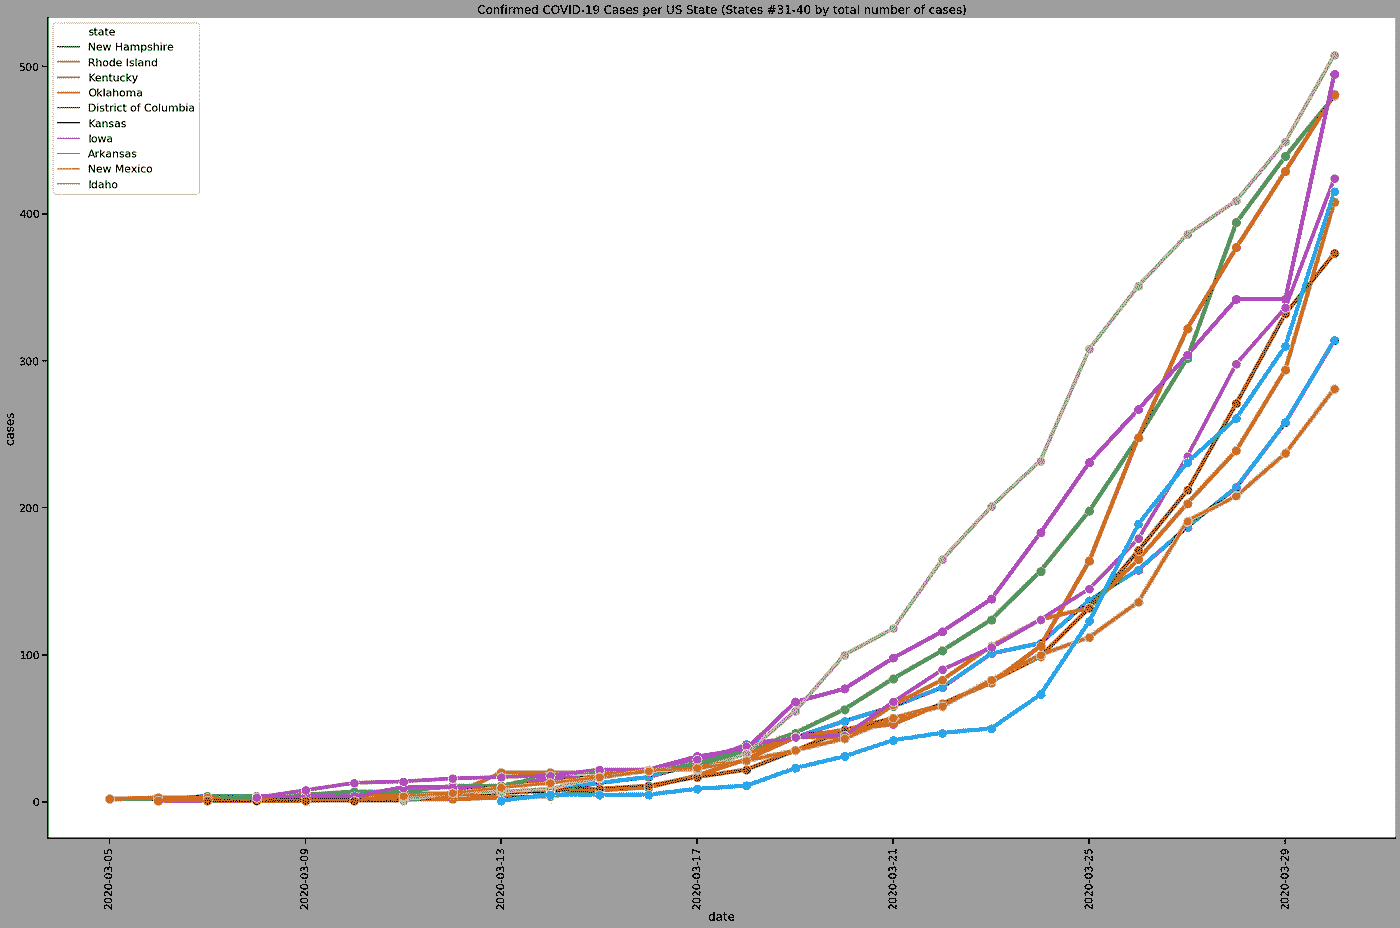 Confirmed COVID-19 Cases per US State (States #31-40 by total number of cases)
state
New Hampshire
Rhode Island
Kentucky
Oklahoma
District of Columbia
Kansas
Iowa
Arkansas
New Mexico
Idaho
500
400
300
200
100
0
cases
2020-03-05
2020-03-09
2020-03-13
2020-03-17
2020-03-21
2020-03-25
2020-03-29
date